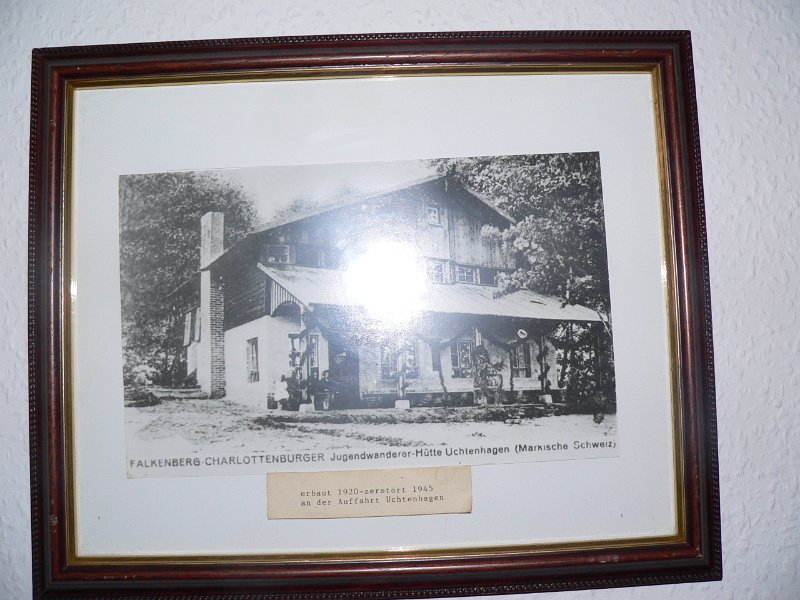 FALKENBERG-CHARLOTTENBURGER Jugendwanderer-Hütte Uchtenhagen (Märkische Schweiz)
erbaut 1920-zerstört 1945
an der Auffahrt Uchtenhagen